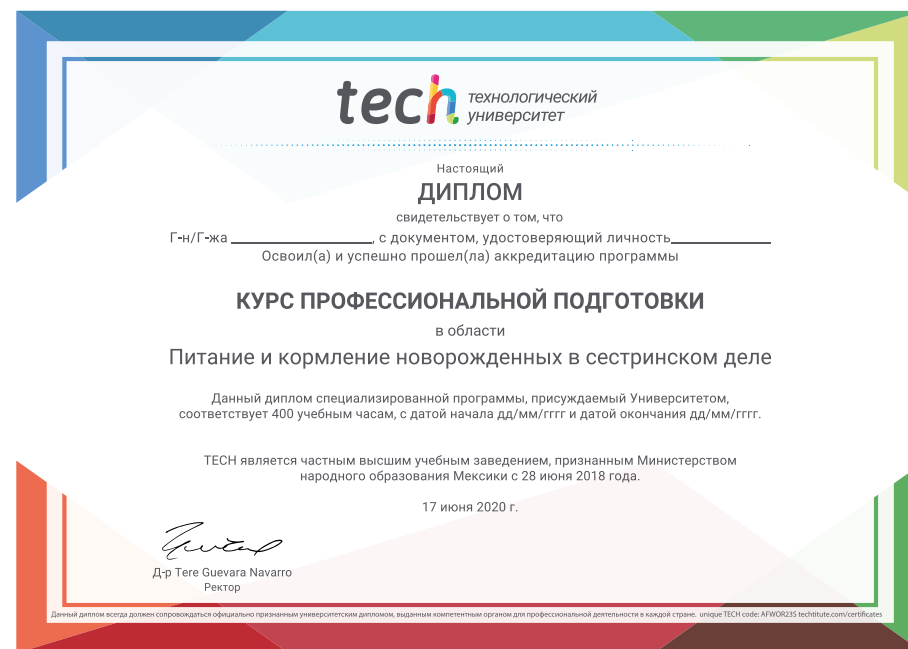 tech технологический
университет
Настоящий
ДИПЛОМ
свидетельствует о том, что
Г-н/Г-жа ____________________, с документом, удостоверяющий личность______________
Освоил(а) и успешно прошел(ла) аккредитацию программы
КУРС ПРОФЕССИОНАЛЬНОЙ ПОДГОТОВКИ
в области
Питание и кормление новорожденных в сестринском деле
Данный диплом специализированной программы, присуждаемый Университетом,
соответствует 400 учебным часам, с датой начала дд/мм/гггг и датой окончания дд/мм/гггг.
TECH является частным высшим учебным заведением, признанным Министерством
народного образования Мексики с 28 июня 2018 года.
17 июня 2020 г.
Д-р Tere Guevara Navarro
Ректор
Данный диплом всегда должен сопровождаться официально признанным университетским дипломом, выданным компетентным органом для профессиональной деятельности в каждой стране. unique TECH code: AFWOR23S techtitute.com/certificates